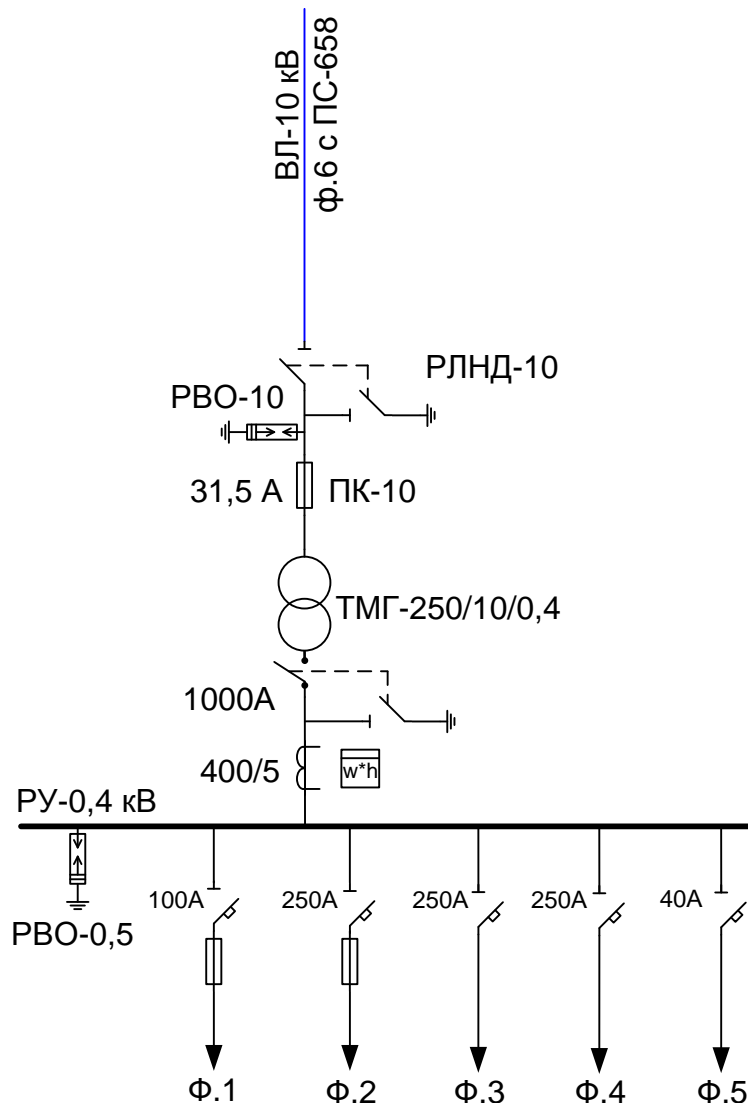 ВЛ-10 кВ
ф.6 с ПС-658
РЛНД-10
РВО-10
31,5 А
ПК-10
ТМГ-250/10/0,4
1000А
400/5
w*h
РУ-0,4 кВ
100А
250А
250А
250А
40А
РВО-0,5
Ф.1
Ф.2
Ф.3
Ф.4
Ф.5